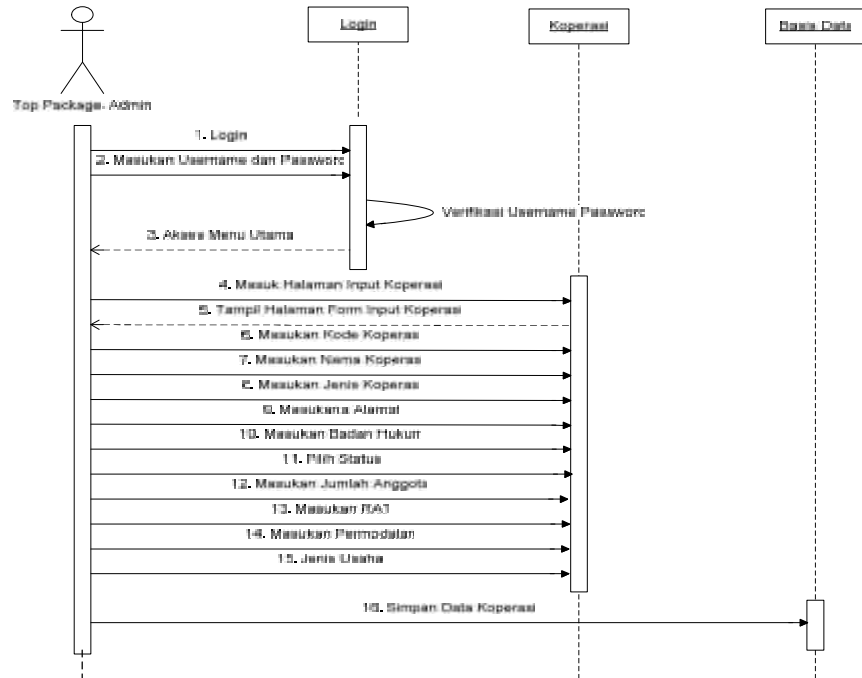 Login
Koperasi
Basis Data
Top Package- Admin
1. Login
2. Masukan Username dan Password
Verifikasi Username Password
3. Akses Menu Utama
4. Masuk Halaman Input Koperasi
5. Tampil Halaman Form Input Koperasi
6. Masukan Kode Koperas
7. Masukan Nama Koperas
8. Masukan Jenis Koperas
9. Masukana Alamat
10. Masukan Badan Hukum
11. Pilih Status
12. Masukan Jumlah Anggota
13. Masukan RAT
14. Masukan Permodalan
15. Jenis Usaha
16. Simpan Data Koperasi